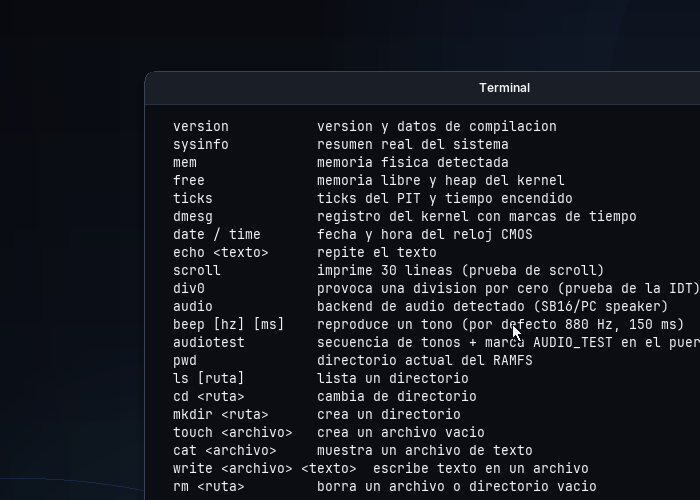 Terminal
version version y datos de compilacion
sysinfo resumen real del sistema
mem memoria fisica detectada
free memoria libre y heap del kernel
ticks ticks del PIT y tiempo encendido
dmesg registro del kernel con marcas de tiempo
date / time fecha y hora del reloj CMOS
echo <texto> repite el texto
scroll imprime 30 lineas (prueba de scroll)
div0 provoca una division por cero (prueba de la IDT)
audio backend de audio detectado (SB16/PC speaker)
beep [hz] [ms] reproduce un tono (por defecto 880 Hz, 150 ms)
audiotest secuencia de tonos + marca AUDIO_TEST en el puer
pwd directorio actual del RAMFS
ls [ruta] lista un directorio
cd <ruta> cambia de directorio
mkdir <ruta> crea un directorio
touch <archivo> crea un archivo vacio
cat <archivo> muestra un archivo de texto
write <archivo> <texto> escribe texto en un archivo
rm <ruta> borra un archivo o directorio vacio